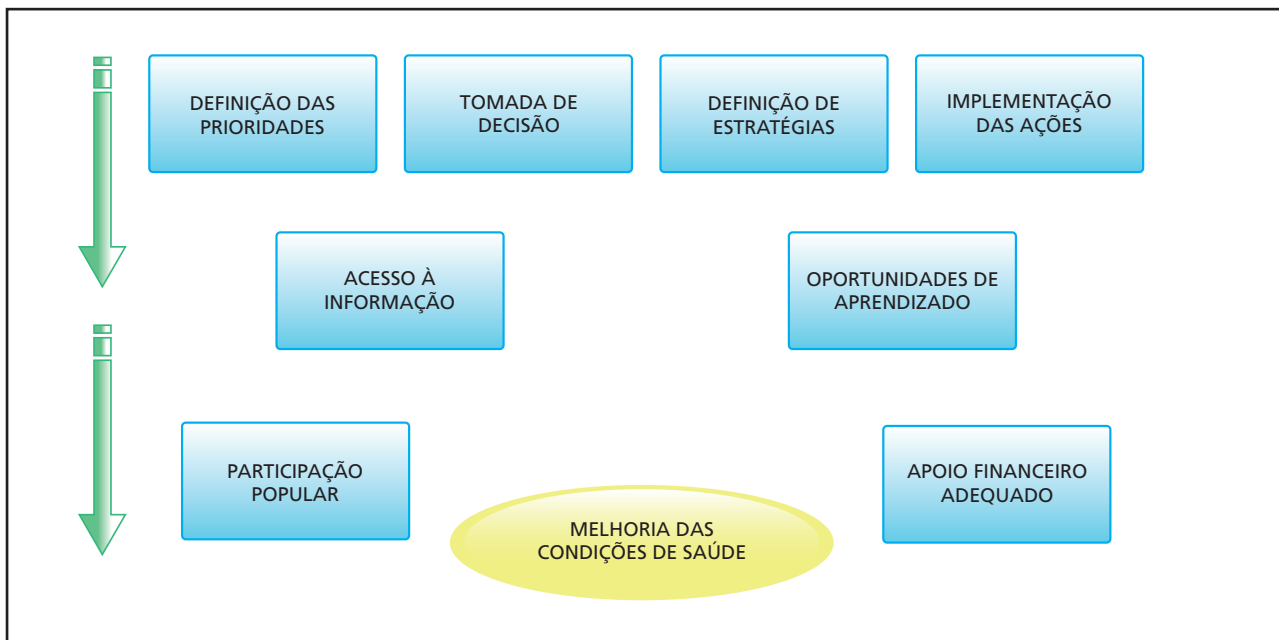 DEFINIÇÃO DAS
PRIORIDADES
TOMADA DE
DECISÃO
DEFINIÇÃO DE
ESTRATÉGIAS
IMPLEMENTAÇÃO
DAS AÇÕES
ACESSO À
INFORMAÇÃO
OPORTUNIDADES DE
APRENDIZADO
PARTICIPAÇÃO
POPULAR
APOIO FINANCEIRO
ADEQUADO
MELHORIA DAS
CONDIÇÕES DE SAÚDE